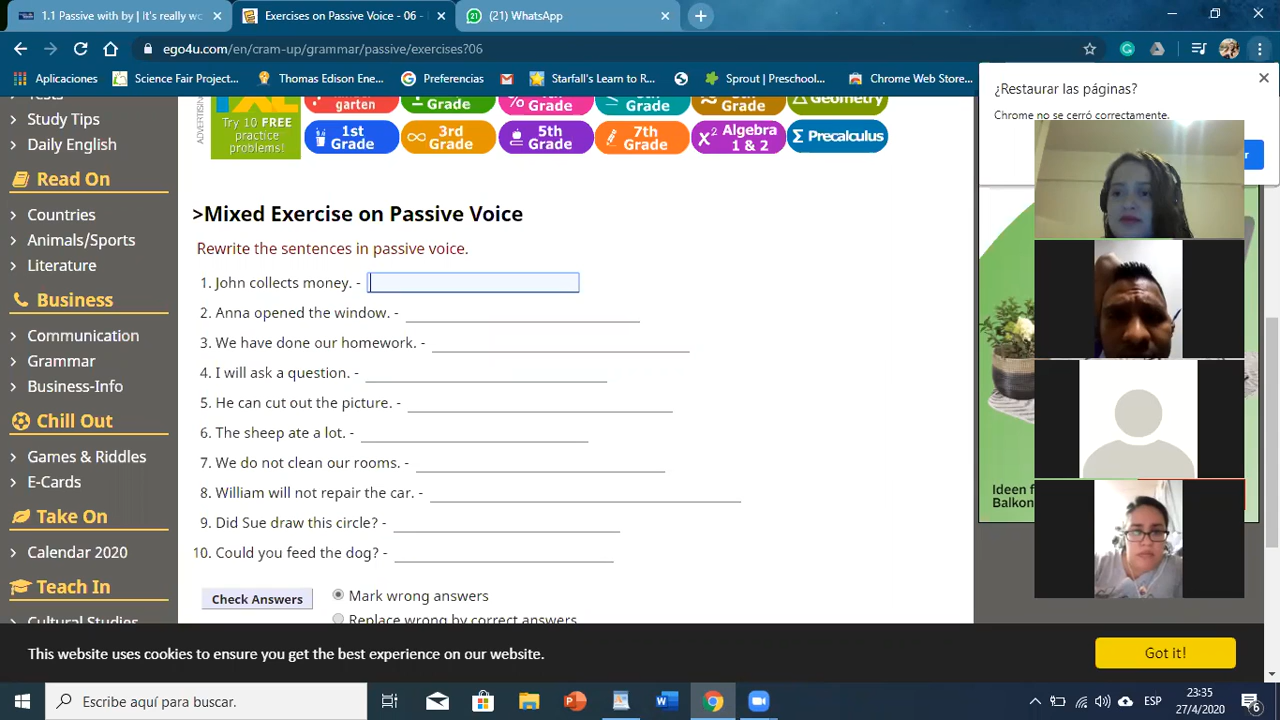 1.1 Passive with by | it's really wo
Exercises on Passive Voice - 06 -
(21) WhatsApp
ego4u.com/en/cram-up/grammar/passive/exercises?06
Aplicaciones
Science Fair Project...
Thomas Edison Ene...
Preferencias
Starfall's Learn to R...
Sprout | Preschool...
Chrome Web Store...
¿Restaurar las páginas?
Chrome no se cerró correctamente.
Tests
Study Tips
Daily English
Read On
Countries
Animals/Sports
Literature
Business
Communication
Grammar
Business-Info
Chill Out
Games & Riddles
E-Cards
Take On
Calendar 2020
Teach In
Cultural Studies
Try 10 FREE
practice
problems!
garten
Grade
Grade
Grade
Geometry
1st
Grade
3rd
Grade
5th
Grade
7th
Grade
Algebra
1 & 2
Precalculus
>Mixed Exercise on Passive Voice
Rewrite the sentences in passive voice.
1. John collects money. -
2. Anna opened the window. -
3. We have done our homework. -
4. I will ask a question. -
5. He can cut out the picture. -
6. The sheep ate a lot. -
7. We do not clean our rooms. -
8. William will not repair the car. -
9. Did Sue draw this circle? -
10. Could you feed the dog? -
Check Answers
Mark wrong answers
Replace wrong by correct answers
Ideen f
Balkon
This website uses cookies to ensure you get the best experience on our website.
Got it!
Escribe aquí para buscar.
ESP
23:35
27/4/2020